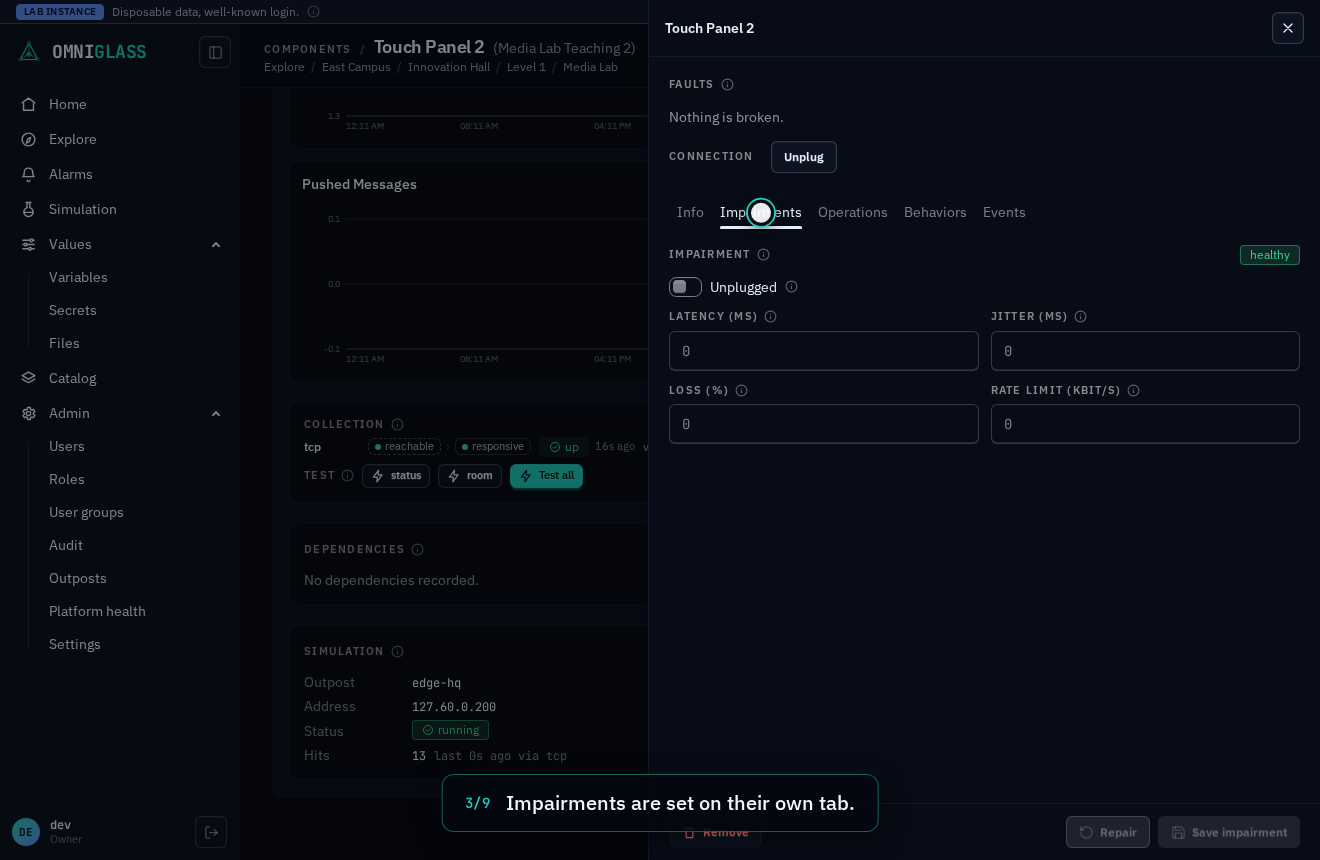 LAB INSTANCE Disposable data, well-known login.
OMNIGLASS
Home
Explore
Alarms
Simulation
Values
Variables
Secrets
Files
Catalog
Admin
Users
Roles
User groups
Audit
Outposts
Platform health
Settings
DE dev
Owner
COMPONENTS / Touch Panel 2 (Media Lab Teaching 2)
Explore / East Campus / Innovation Hall / Level 1 / Media Lab
1.3
12:11 AM 08:11 AM 04:11 PM
Pushed Messages
0.1
0.0
-0.1
12:11 AM 08:11 AM 04:11 PM
COLLECTION
tcp reachable › responsive up 16s ago v
TEST status room Test all
DEPENDENCIES
No dependencies recorded.
SIMULATION
Outpost edge-hq
Address 127.60.0.200
Status running
Hits 13 last 0s ago via tcp
Touch Panel 2
FAULTS
Nothing is broken.
CONNECTION Unplug
Info Imp ents Operations Behaviors Events
IMPAIRMENT healthy
Unplugged
LATENCY (MS) JITTER (MS)
0 0
LOSS (%) RATE LIMIT (KBIT/S)
0 0
3/9 Impairments are set on their own tab.
Remove Repair Save impairment